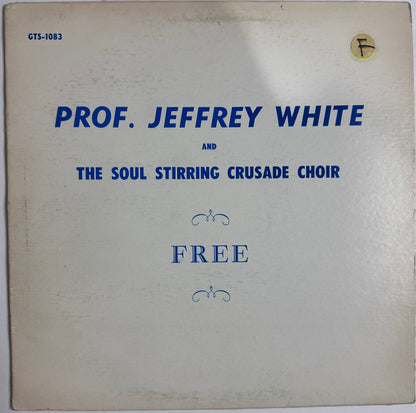 GTS-1083
F
PROF. JEFFREY WHITE
AND
THE SOUL STIRRING CRUSADE CHOIR
FREE